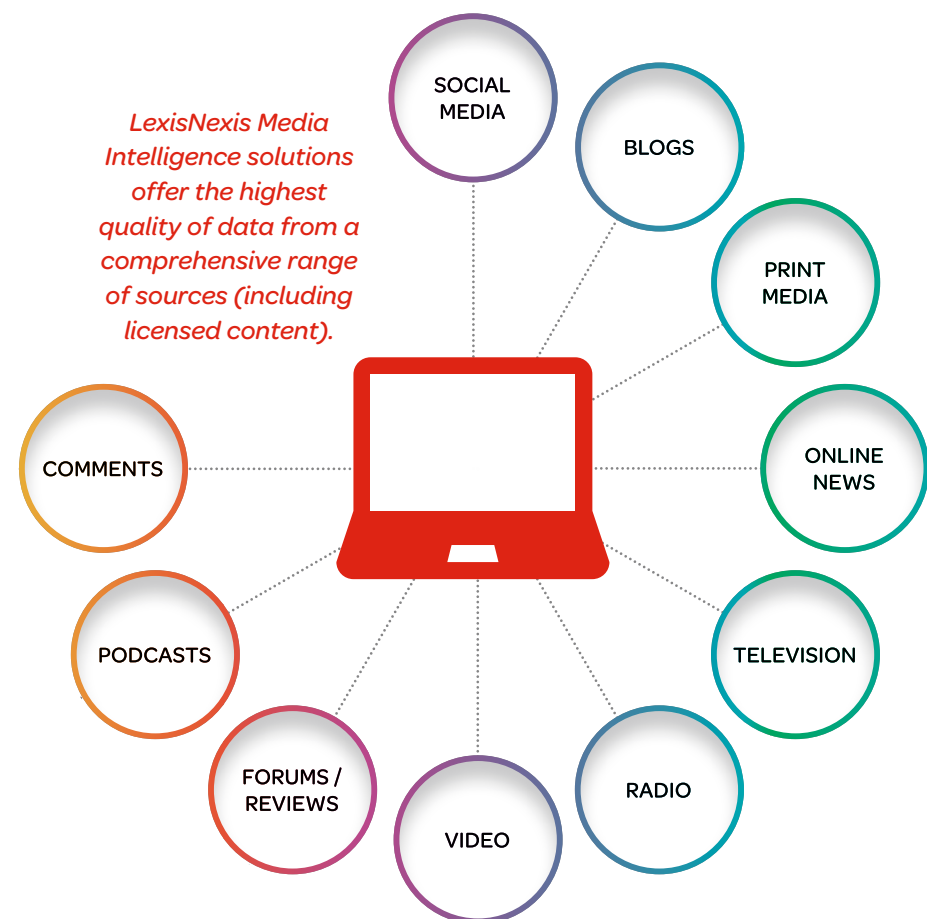 SOCIAL
MEDIA
BLOGS
LexisNexis Media
Intelligence solutions
offer the highest
quality of data from a
comprehensive range
of sources (including
licensed content).
PRINT
MEDIA
COMMENTS
ONLINE
NEWS
PODCASTS
TELEVISION
FORUMS /
REVIEWS
RADIO
VIDEO